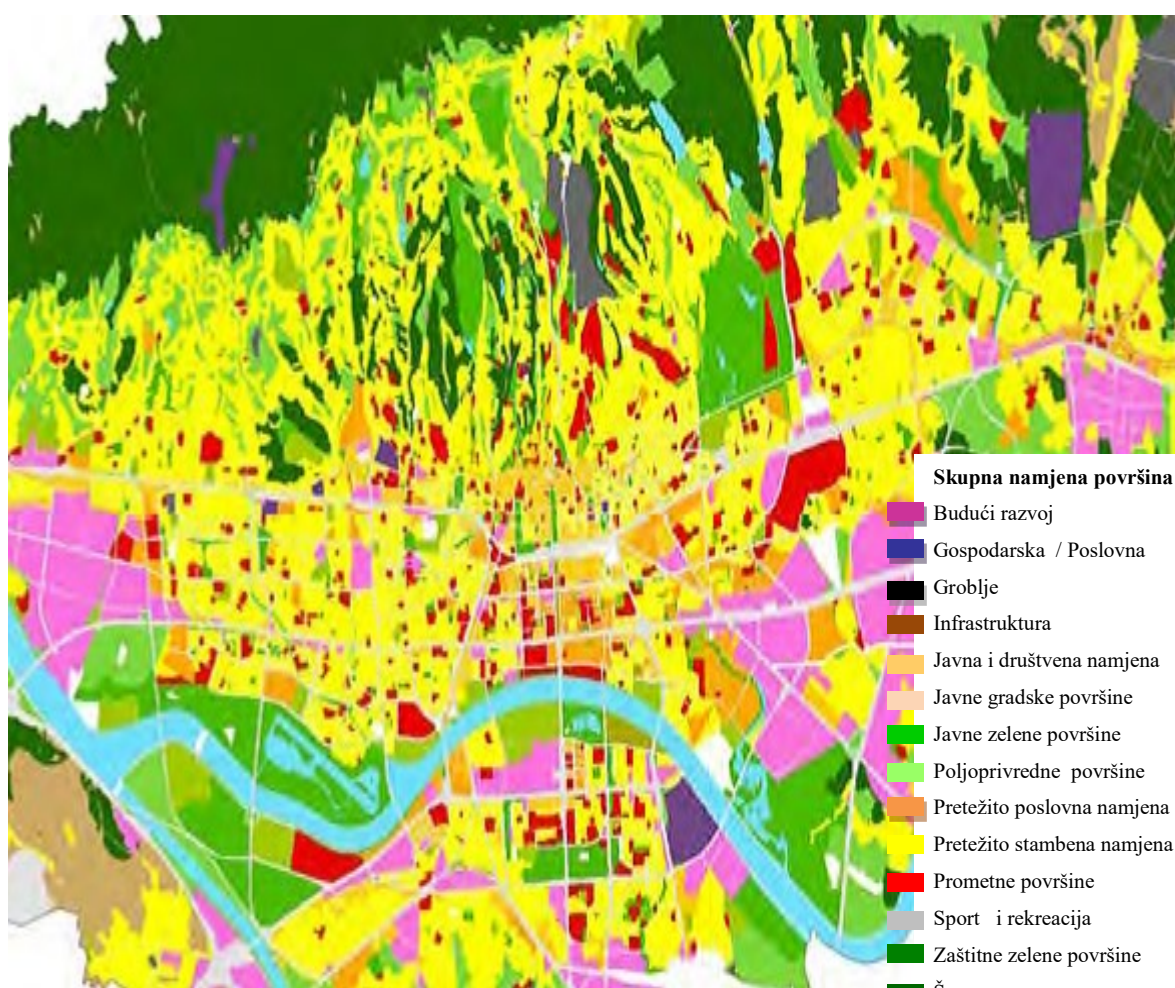 Skupna namjena površina
Budući razvoj
Gospodarska / Poslovna
Groblje
Infrastruktura
Javna i društvena namjena
Javne gradske površine
Javne zelene površine
Poljoprivredne površine
Pretežito poslovna namjena
Pretežito stambena namjena
Prometne površine
Sport i rekreacija
Zaštitne zelene površine